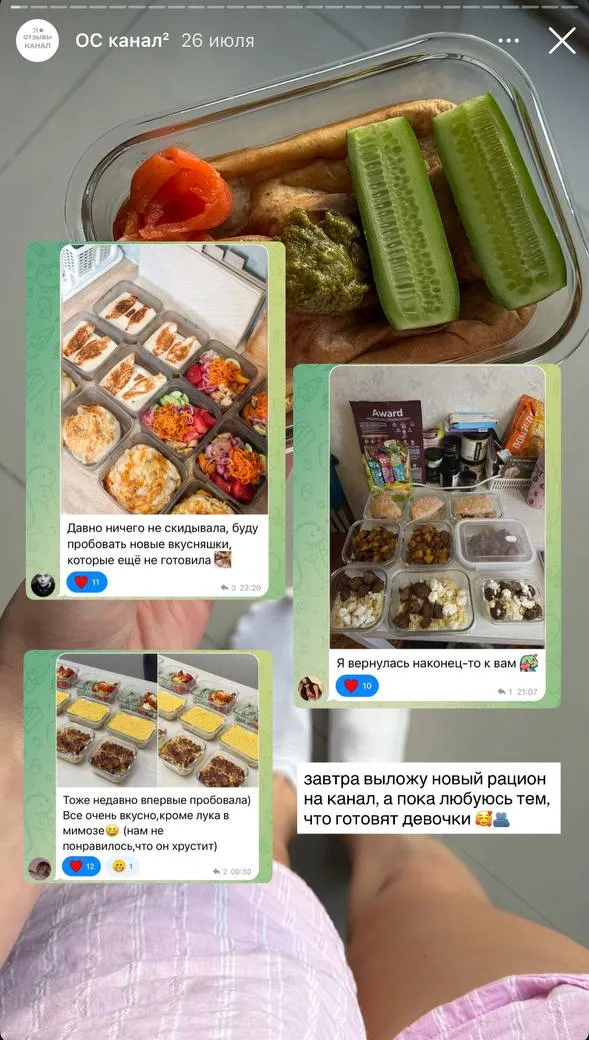 ОТЗЫВЫ
КАНАЛ
ОС канал² 26 июля
Давно ничего не скидывала, буду
пробовать новые вкусняшки,
которые ещё не готовила
11
3 22:20
Award
Я вернулась наконец-то к вам
10
1 21:07
Тоже недавно впервые пробовала)
Все очень вкусно,кроме лука в
мимозе😄 (нам не
понравилось,что он хрустит)
12
1
2 00:30
завтра выложу новый рацион
на канал, а пока любуюсь тем,
что готовят девочки 🥰🫂